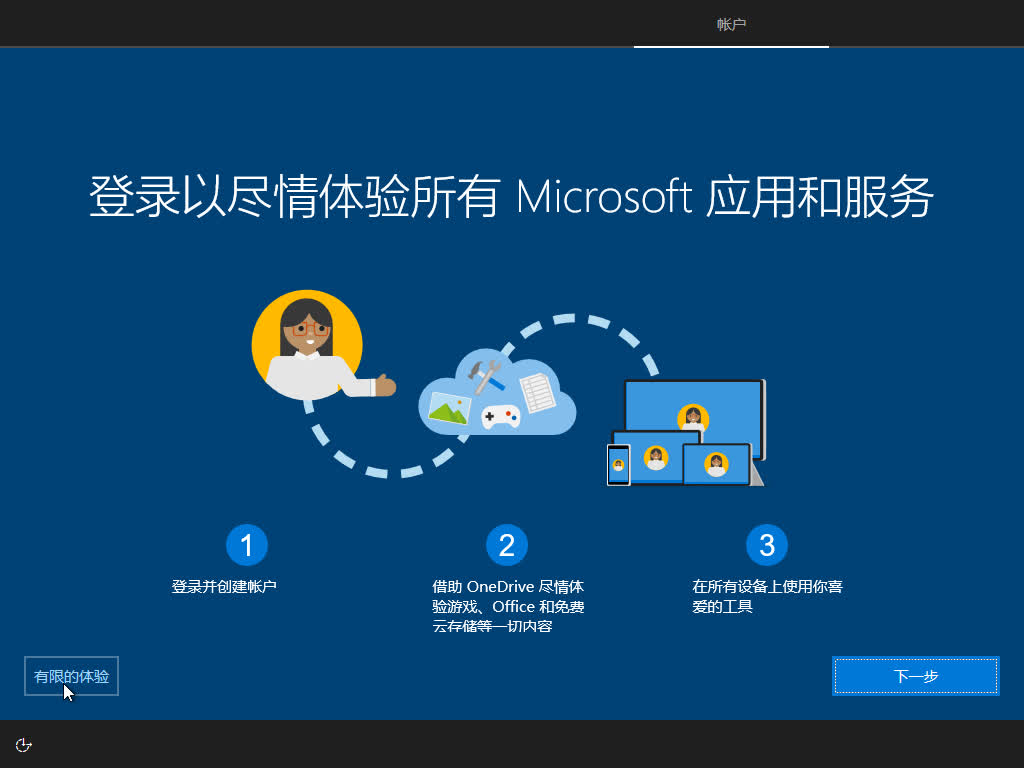 帐户
登录以尽情体验所有 Microsoft 应用和服务
1
登录并创建帐户
2
借助 OneDrive 尽情体
验游戏、Office 和免费
云存储等一切内容
3
在所有设备上使用你喜
爱的工具
有限的体验
下一步